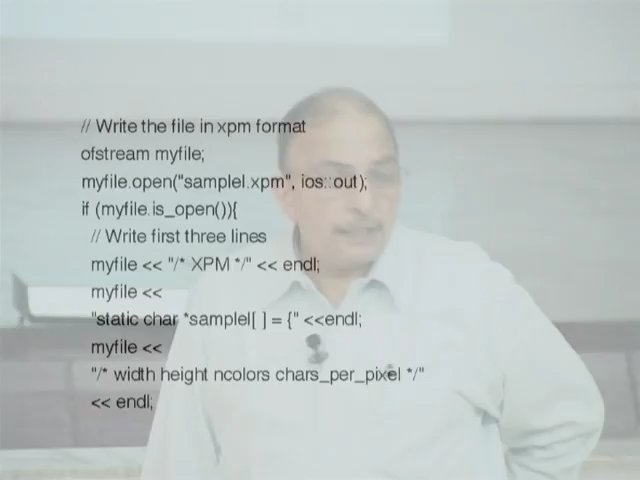 // Write the file in xpm format
ofstream myfile;
myfile.open("samplel.xpm", ios::out);
if (myfile.is_open()){
// Write first three lines
myfile << "/* XPM */" << endl;
myfile <<
"static char *samplel[ ] = {" <<endl;
myfile <<
"/* width height ncolors chars_per_pixel */"
<< endl;